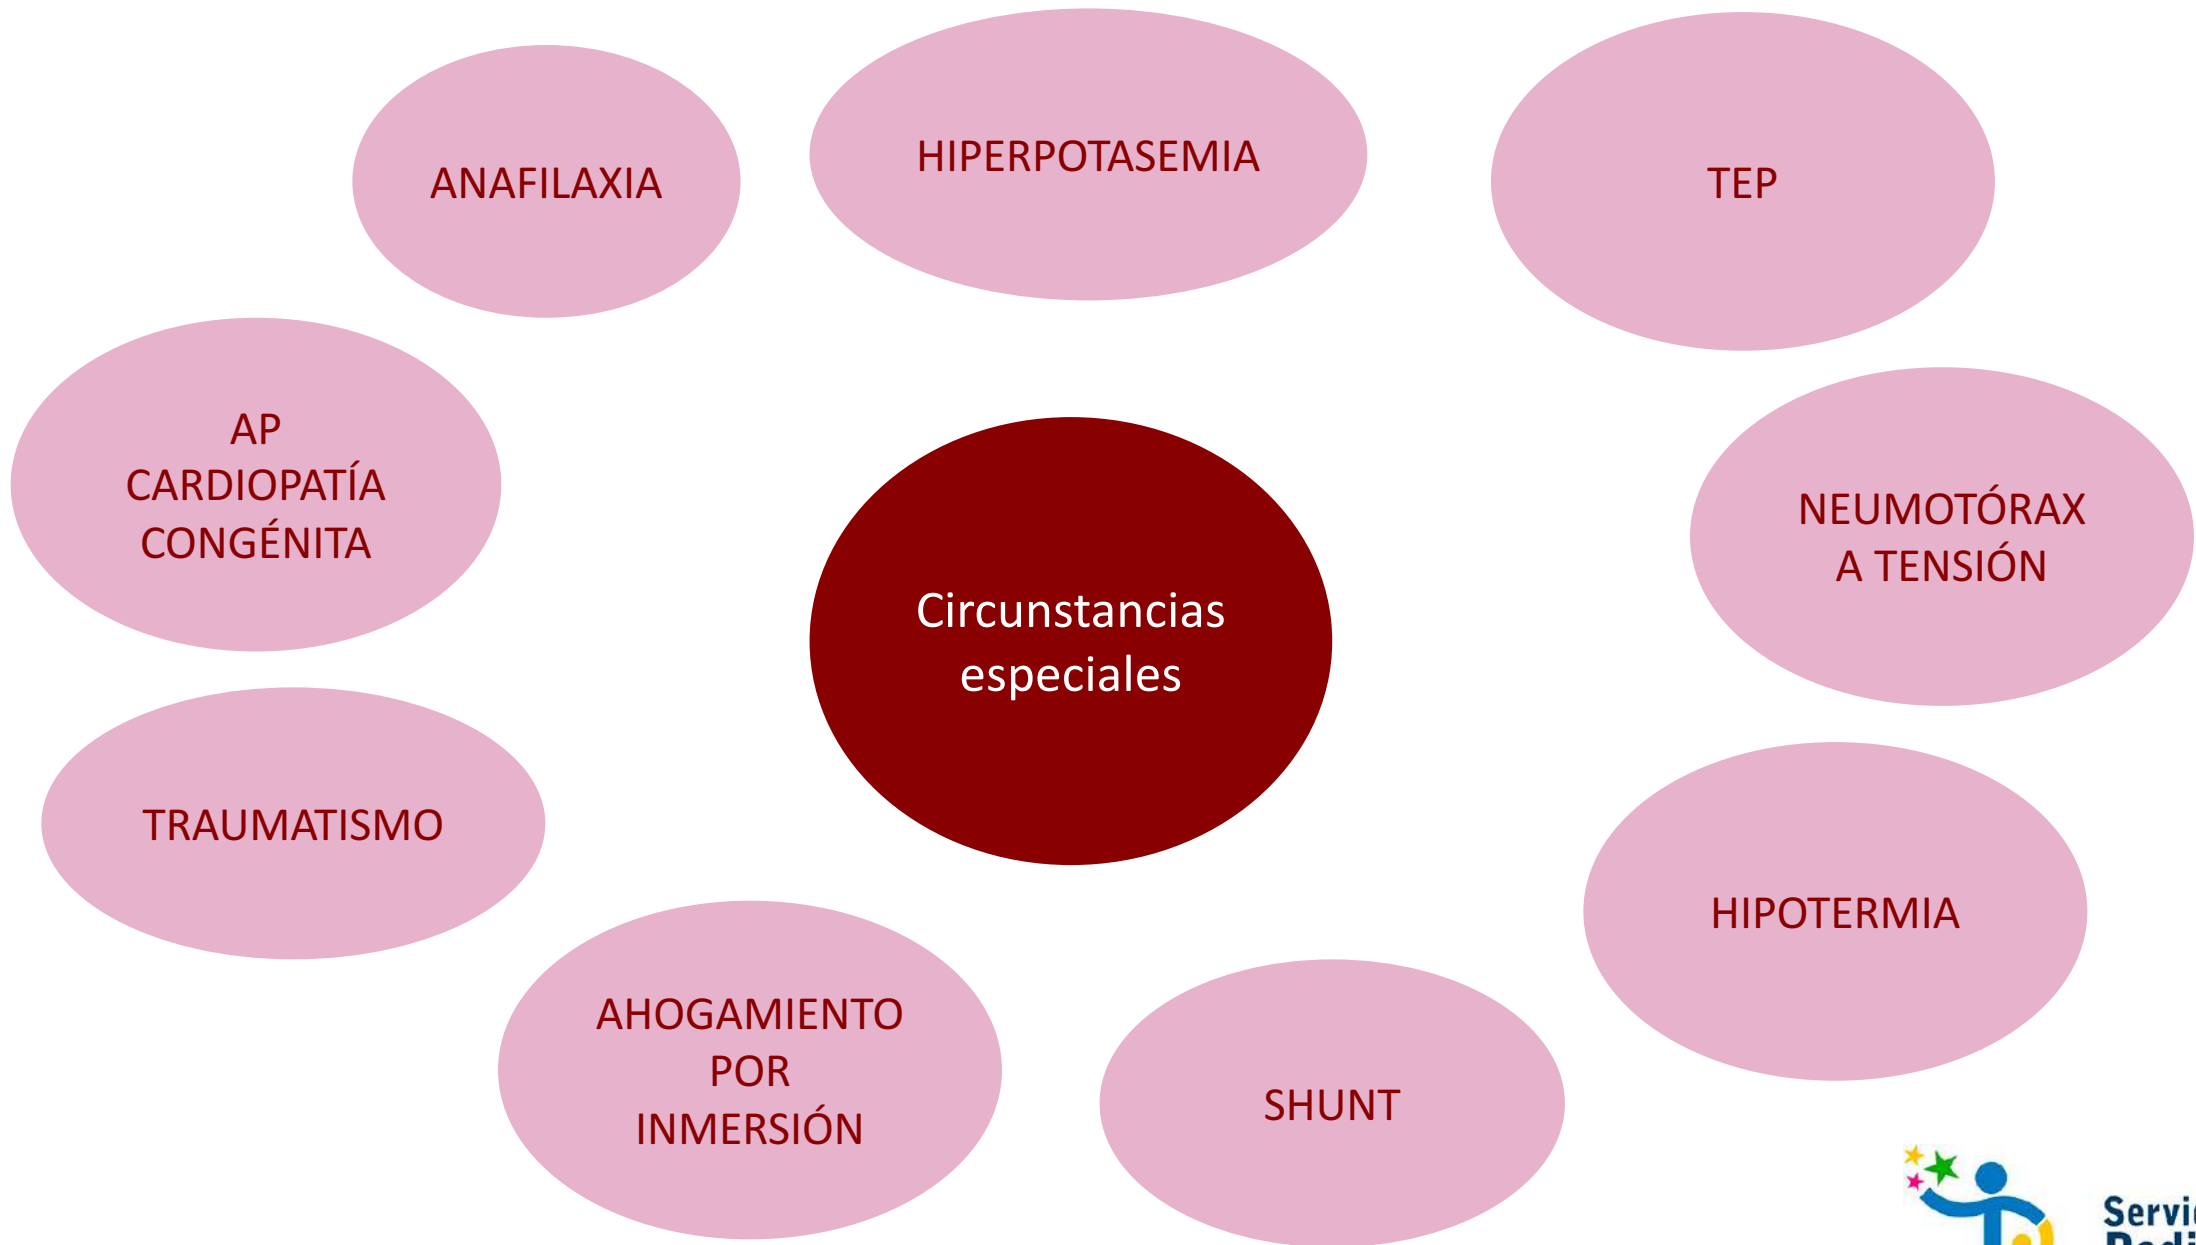 HIPERPOTASEMIA
ANAFILAXIA
TEP
AP
CARDIOPATÍA
CONGÉNITA
NEUMOTÓRAX
A TENSIÓN
Circunstancias
especiales
TRAUMATISMO
HIPOTERMIA
AHOGAMIENTO
POR
INMERSIÓN
SHUNT